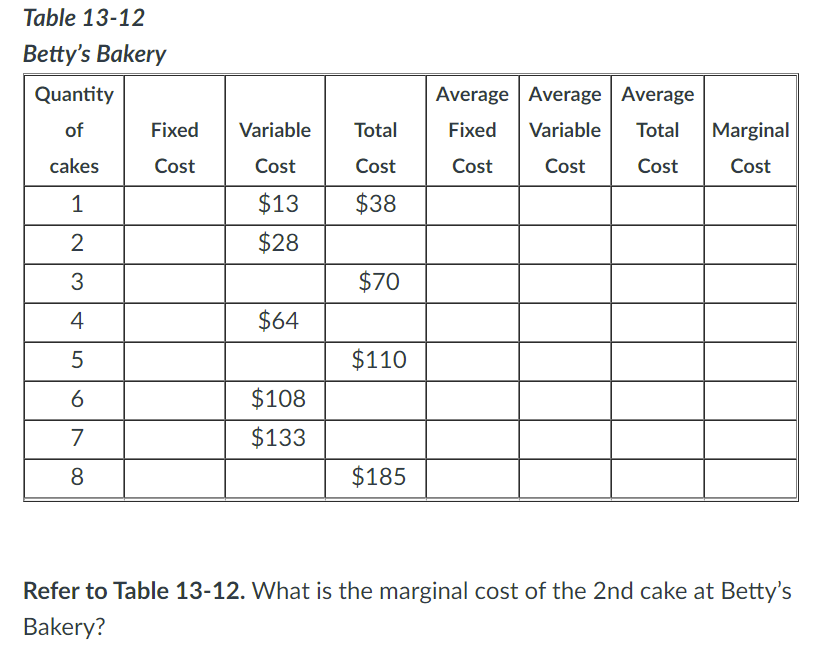 Table 13-12
Betty's Bakery
Quantity of cakes Fixed Cost Variable Cost Total Cost Average Fixed Cost Average Variable Cost Average Total Cost Marginal Cost
1 $13 $38
2 $28
3 $70
4 $64
5 $110
6 $108
7 $133
8 $185
Refer to Table 13-12. What is the marginal cost of the 2nd cake at Betty's
Bakery?